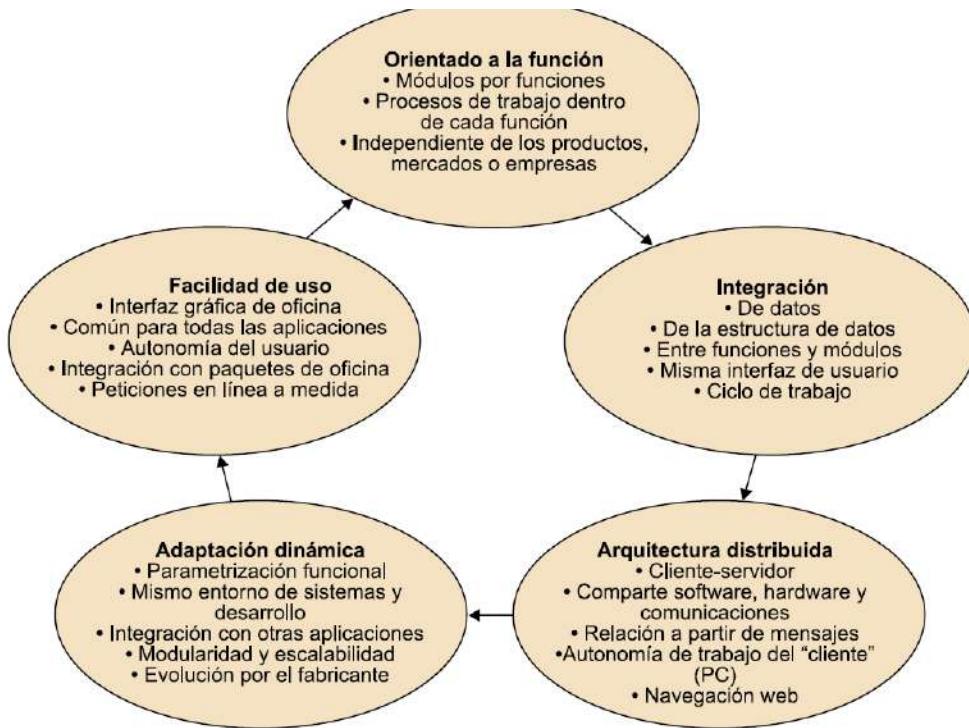 Orientado a la función
• Módulos por funciones
• Procesos de trabajo dentro
de cada función
• Independiente de los productos,
mercados o empresas
Integración
• De datos
• De la estructura de datos
• Entre funciones y módulos
• Misma interfaz de usuario
• Ciclo de trabajo
Arquitectura distribuida
• Cliente-servidor
• Comparte software, hardware y
comunicaciones
• Relación a partir de mensajes
•Autonomía de trabajo del “cliente”
(PC)
• Navegación web
Adaptación dinámica
• Parametrización funcional
• Mismo entorno de sistemas y
desarrollo
• Integración con otras aplicaciones
• Modularidad y escalabilidad
• Evolución por el fabricante
Facilidad de uso
• Interfaz gráfica de oficina
• Común para todas las aplicaciones
• Autonomía del usuario
• Integración con paquetes de oficina
• Peticiones en línea a medida